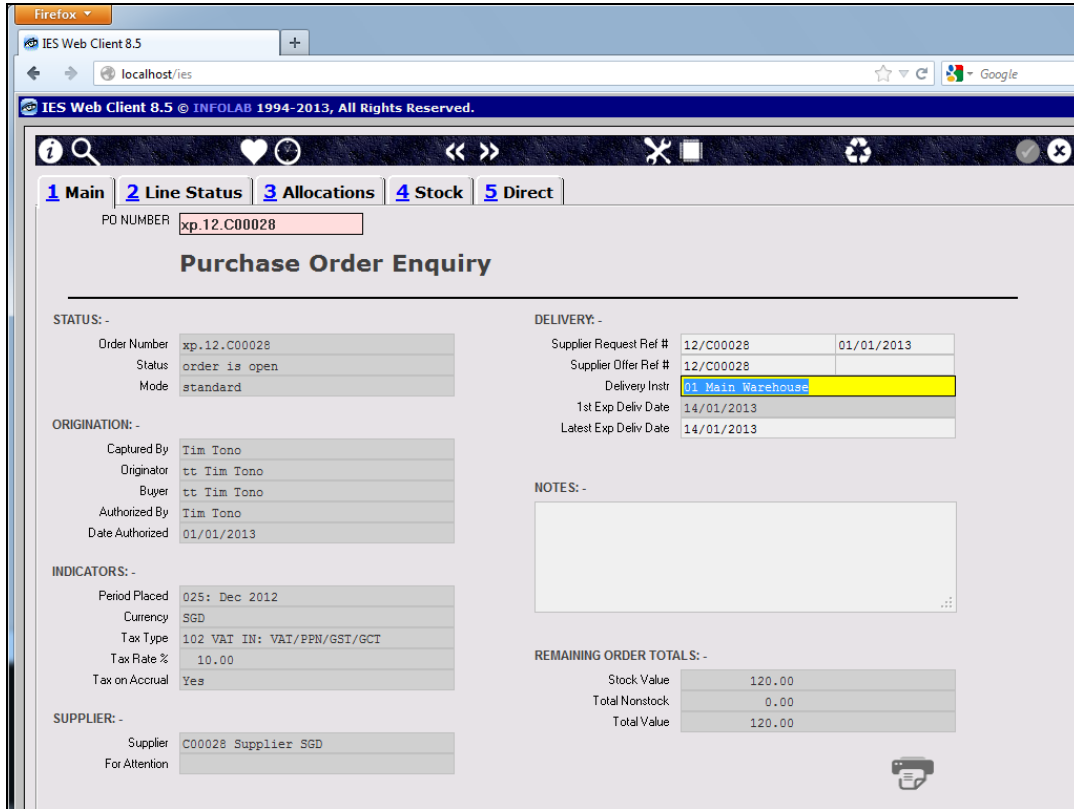 Firefox
IES Web Client 8.5
localhost/ies
Google
IES Web Client 8.5 © INFOLAB 1994-2013, All Rights Reserved.
1 Main 2 Line Status 3 Allocations 4 Stock 5 Direct
PO NUMBER xp.12.C00028
Purchase Order Enquiry
STATUS: -
Order Number xp.12.C00028
Status order is open
Mode standard
ORIGINATION: -
Captured By Tim Tono
Originator tt Tim Tono
Buyer tt Tim Tono
Authorized By Tim Tono
Date Authorized 01/01/2013
INDICATORS: -
Period Placed 025: Dec 2012
Currency SGD
Tax Type 102 VAT IN: VAT/PPN/GST/GCT
Tax Rate % 10.00
Tax on Accrual Yes
SUPPLIER: -
Supplier C00028 Supplier SGD
For Attention
DELIVERY: -
Supplier Request Ref # 12/C00028 01/01/2013
Supplier Offer Ref # 12/C00028
Delivery Instr 01 Main Warehouse
1st Exp Deliv Date 14/01/2013
Latest Exp Deliv Date 14/01/2013
NOTES: -
REMAINING ORDER TOTALS: -
Stock Value 120.00
Total Nonstock 0.00
Total Value 120.00